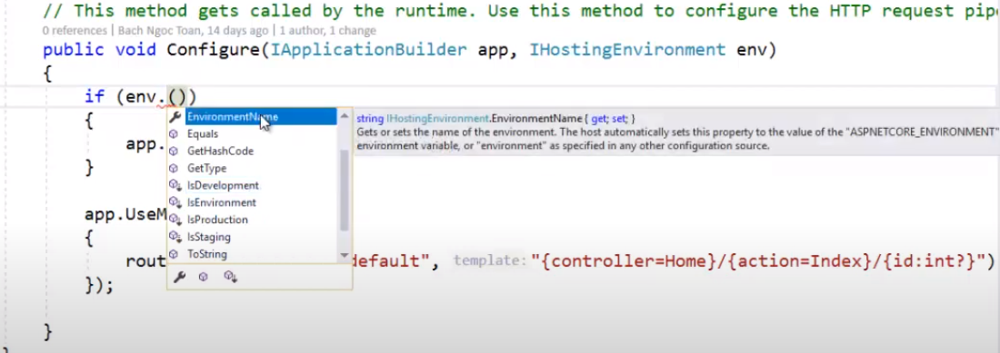 // This method gets called by the runtime. Use this method to configure the HTTP request pip
0 references | Bach Ngoc Toan, 14 days ago | 1 author, 1 change
public void Configure(IApplicationBuilder app, IHostingEnvironment env)
{
if (env.())
{
app.
}
app.UseM
{
rout
default", template: "{controller=Home}/{action=Index}/{id:int?}")
});
}
EnvironmentName
Equals
GetHashCode
GetType
IsDevelopment
IsEnvironment
IsProduction
IsStaging
ToString
string IHostingEnvironment.EnvironmentName { get; set; }
Gets or sets the name of the environment. The host automatically sets this property to the value of the "ASPNETCORE_ENVIRONMENT"
environment variable, or "environment" as specified in any other configuration source.